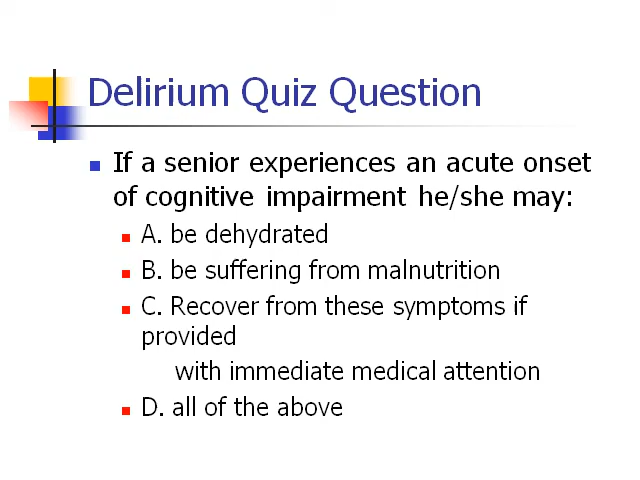 Delirium Quiz Question
If a senior experiences an acute onset
of cognitive impairment he/she may:
A. be dehydrated
B. be suffering from malnutrition
C. Recover from these symptoms if
provided
with immediate medical attention
D. all of the above